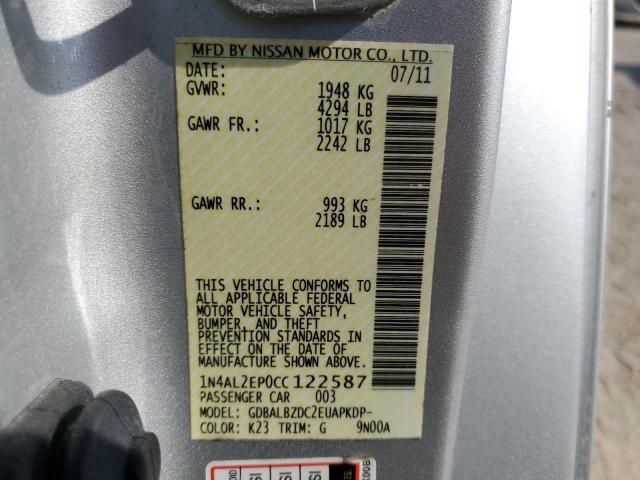 MFD BY NISSAN MOTOR CO., LTD.
DATE: 07/11
GVWR: 1948 KG
4294 LB
GAWR FR.: 1017 KG
2242 LB
GAWR RR.: 993 KG
2189 LB
THIS VEHICLE CONFORMS TO
ALL APPLICABLE FEDERAL
MOTOR VEHICLE SAFETY,
BUMPER, AND THEFT
PREVENTION STANDARDS IN
EFFECT ON THE DATE OF
MANUFACTURE SHOWN ABOVE.
1N4AL2EP0CC122587
PASSENGER CAR 003
MODEL: GDBALBZDC2EUAPKDP-
COLOR: K23 TRIM: G 9N00A